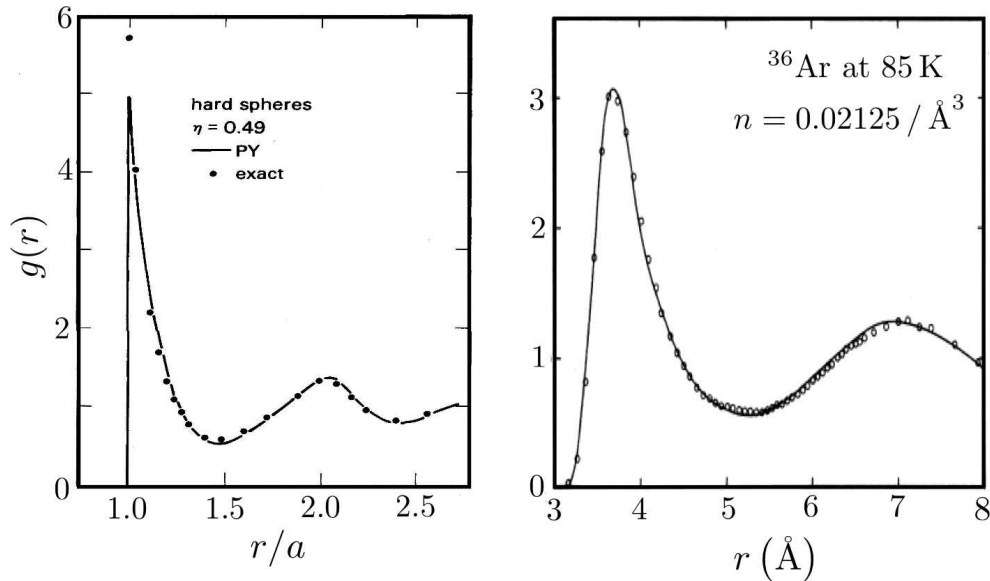 6
4
2
0
g(r)
hard spheres
η = 0.49
PY
exact
1.0
1.5
2.0
2.5
r/a
3
2
1
0
³⁶Ar at 85 K
n = 0.02125 / Å³
3
4
5
6
7
8
r (Å)